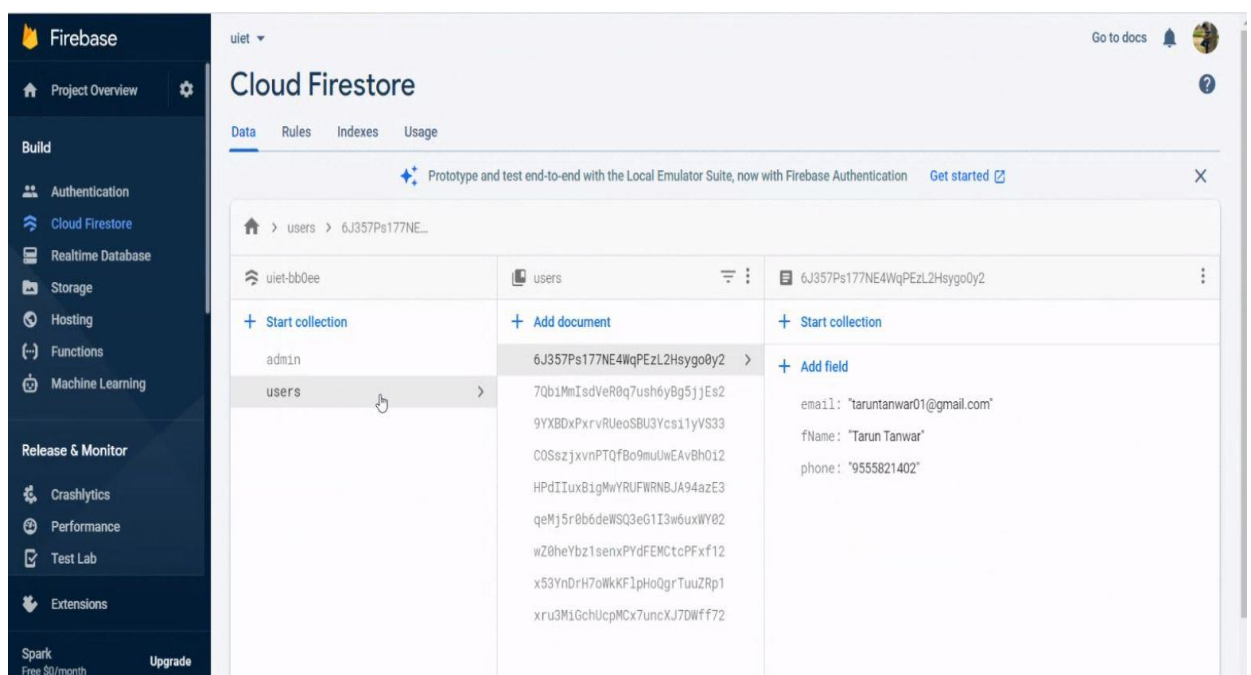 Firebase
Project Overview
Build
Authentication
Cloud Firestore
Realtime Database
Storage
Hosting
Functions
Machine Learning
Release & Monitor
Crashlytics
Performance
Test Lab
Extensions
Spark
Free $0/month
Upgrade
uiet
Go to docs
Cloud Firestore
Data Rules Indexes Usage
Prototype and test end-to-end with the Local Emulator Suite, now with Firebase Authentication Get started
> users > 6J357Ps177NE…
uiet-bb0ee
+ Start collection
admin
users
users
+ Add document
6J357Ps177NE4WqPEzL2Hsygo0y2
7QbiMmIsdVeR0q7ush6yBg5jjEs2
9YXBDxPxrvRUeoSBU3Ycsi1yVS33
COSszjxvnPTQfBo9muUwEAvBhOi2
HPdIIuxBigMwYRUFWRNBJA94azE3
qeMj5r0b6deWSQ3eG1I3w6uxWY02
wZ0heYbz1senxPYdFEMCtcPFxf12
x53YnDrH7oWkKFlpHoQgrTuuZRp1
xru3MiGchUcpMCx7uncXJ7DWff72
6J357Ps177NE4WqPEzL2Hsygo0y2
+ Start collection
+ Add field
email: "taruntanwar01@gmail.com"
fName: "Tarun Tanwar"
phone: "9555821402"